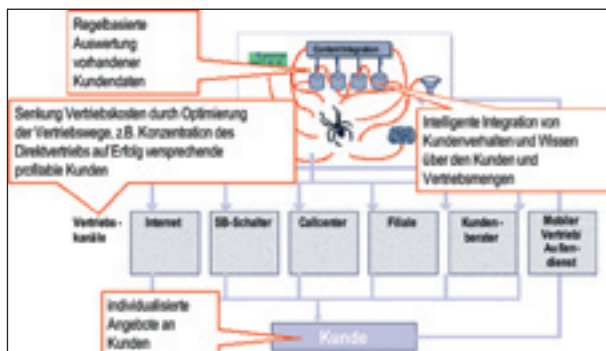 Regelbasierte
Auswertung
vorhandener
Kundendaten
Content Integration
Senkung Vertriebskosten durch Optimierung
der Vertriebswege, z.B. Konzentration des
Direktvertriebs auf Erfolg versprechende
profitable Kunden
Intelligente Integration von
Kundenverhalten und Wissen
über den Kunden und
Vertriebsmengen
Vertriebs-
kanäle
Internet
SB-Schalter
Callcenter
Filiale
Kunden-
berater
Mobiler
Vertrieb/
Außen-
dienst
individualisierte
Angebote an
Kunden
Kunde